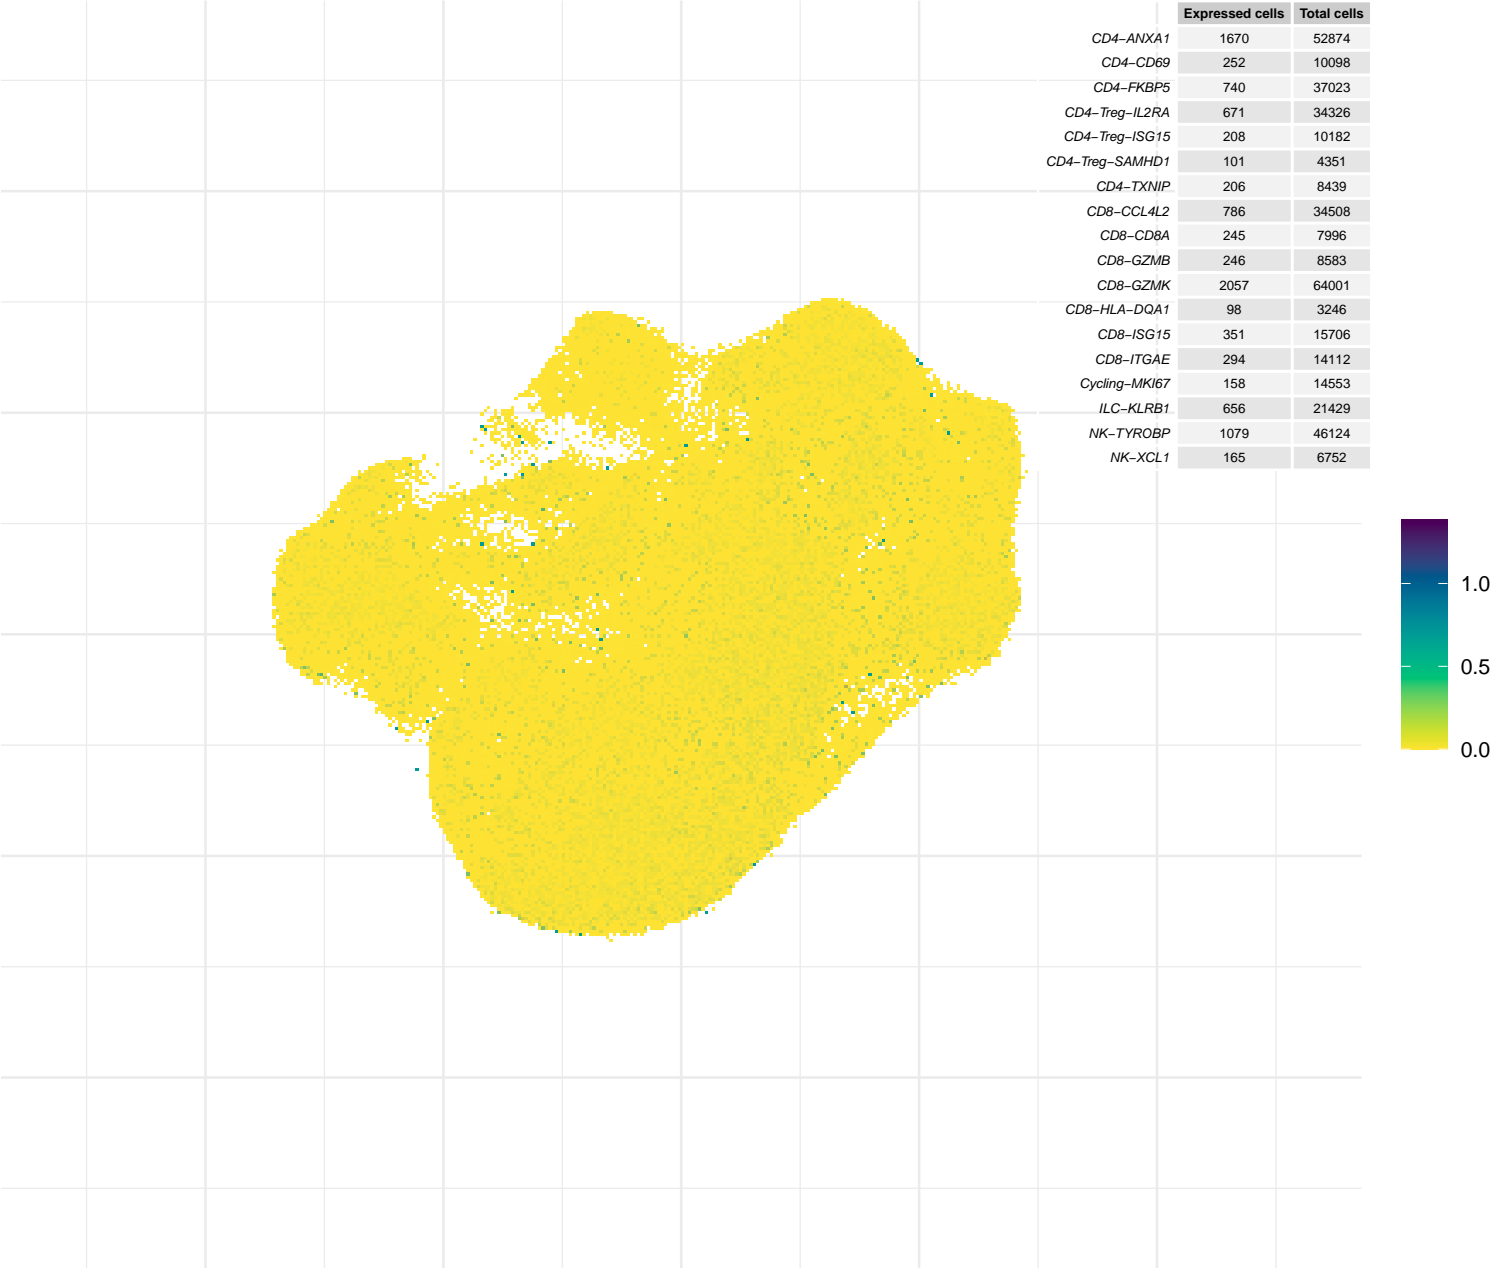 Expressed cells Total cells
CD4−ANXA1 1670 52874
CD4−CD69 252 10098
CD4−FKBP5 740 37023
CD4−Treg−IL2RA 671 34326
CD4−Treg−ISG15 208 10182
CD4−Treg−SAMHD1 101 4351
CD4−TXNIP 206 8439
CD8−CCL4L2 786 34508
CD8−CD8A 245 7996
CD8−GZMB 246 8583
CD8−GZMK 2057 64001
CD8−HLA−DQA1 98 3246
CD8−ISG15 351 15706
CD8−ITGAE 294 14112
Cycling−MKI67 158 14553
ILC−KLRB1 656 21429
NK−TYROBP 1079 46124
NK−XCL1 165 6752
1.0
0.5
0.0